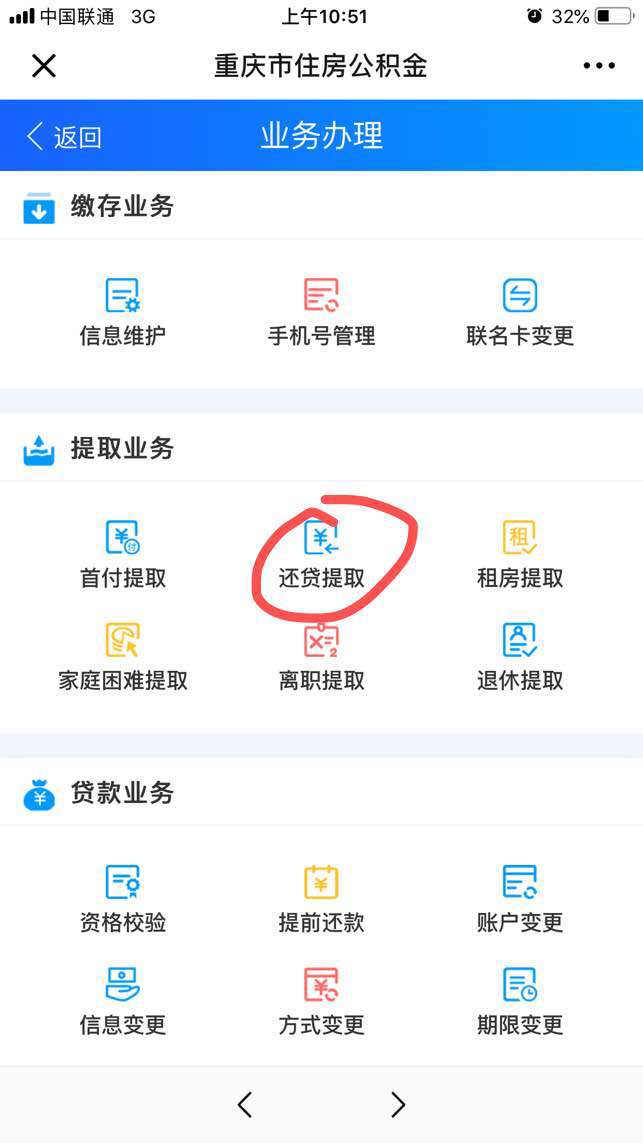 中国联通 3G 上午10:51 32%
重庆市住房公积金
返回 业务办理
缴存业务
信息维护 手机号管理 联名卡变更
提取业务
首付提取 还贷提取 租房提取
家庭困难提取 离职提取 退休提取
贷款业务
资格校验 提前还款 账户变更
信息变更 方式变更 期限变更